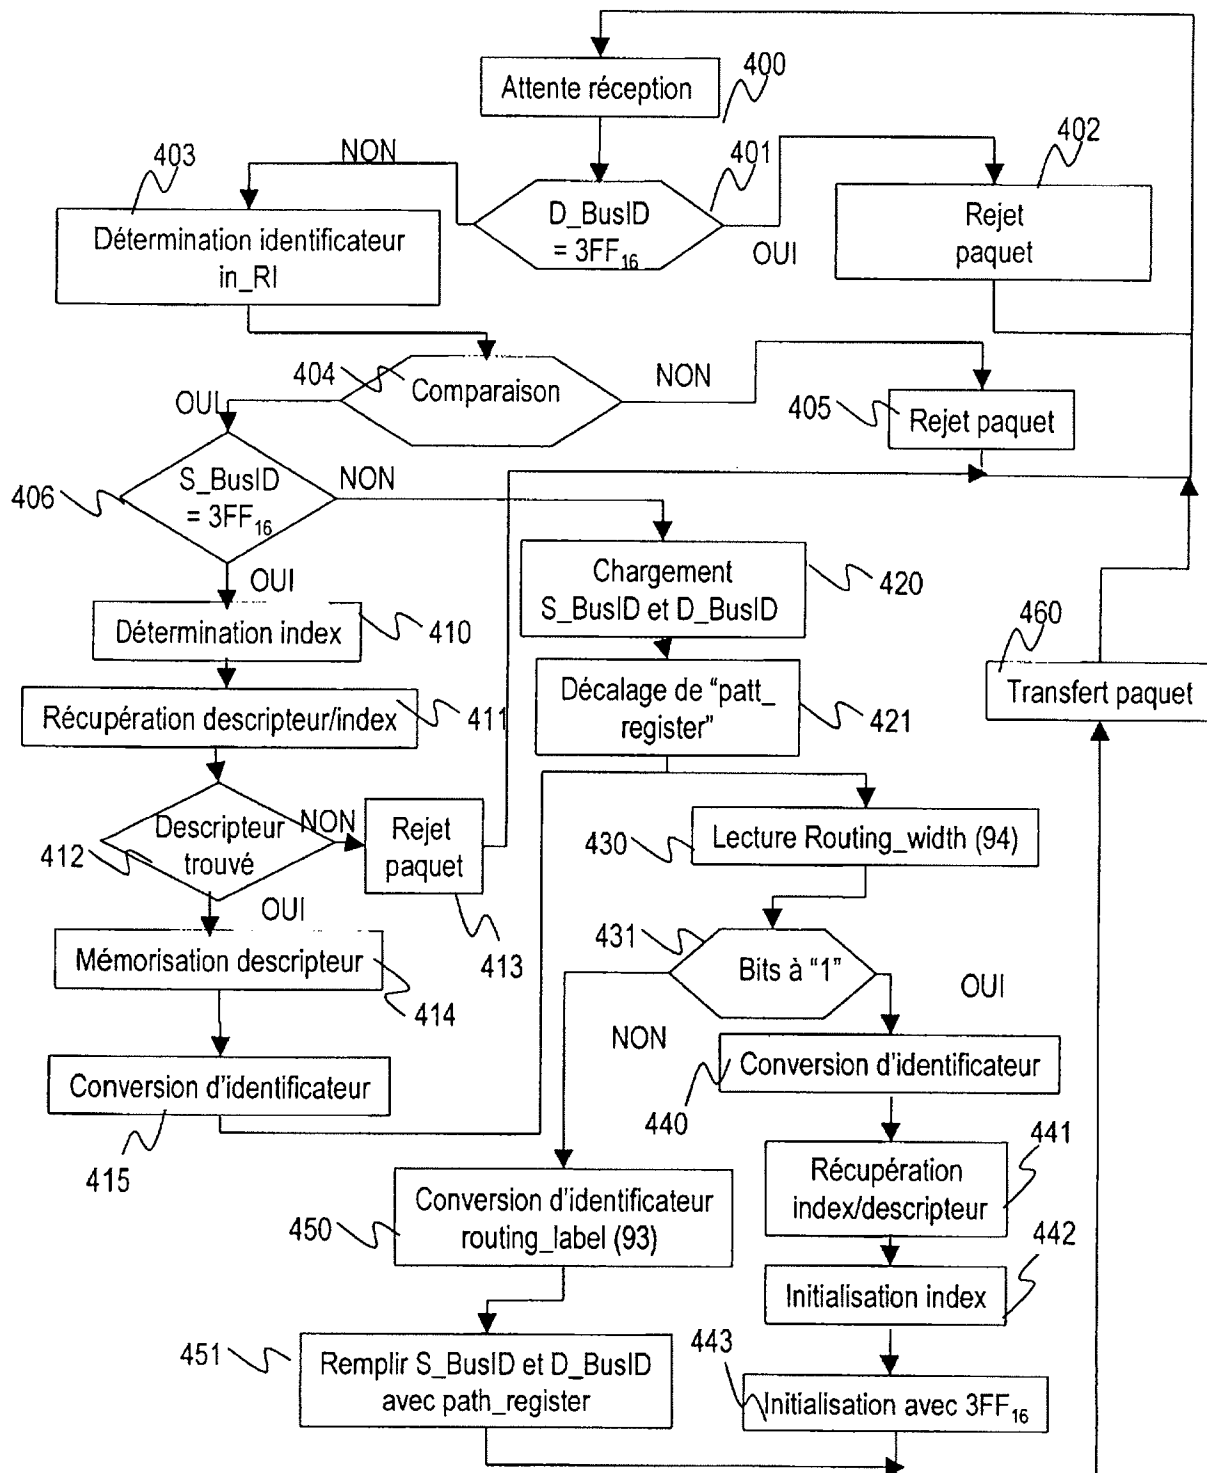 400
Attente réception
402
403
NON
401
D_BusID
= 3FF16
OUI
Rejet
paquet
Détermination identificateur
in_RI
404
Comparaison
NON
OUI
405
Rejet paquet
S_BusID
= 3FF16
NON
406
OUI
Chargement
S_BusID et D_BusID
420
Détermination index
410
460
Transfert paquet
Décalage de “patt_
register”
421
Récupération descripteur/index
411
Descripteur
trouvé
NON
412
Rejet
paquet
OUI
413
Lecture Routing_width (94)
430
431
Bits à “1”
OUI
NON
Mémorisation descripteur
414
Conversion d'identificateur
415
Conversion d'identificateur
440
441
Récupération
index/descripteur
442
Conversion d'identificateur
routing_label (93)
450
Initialisation index
443
451
Remplir S_BusID et D_BusID
avec path_register
Initialisation avec 3FF16